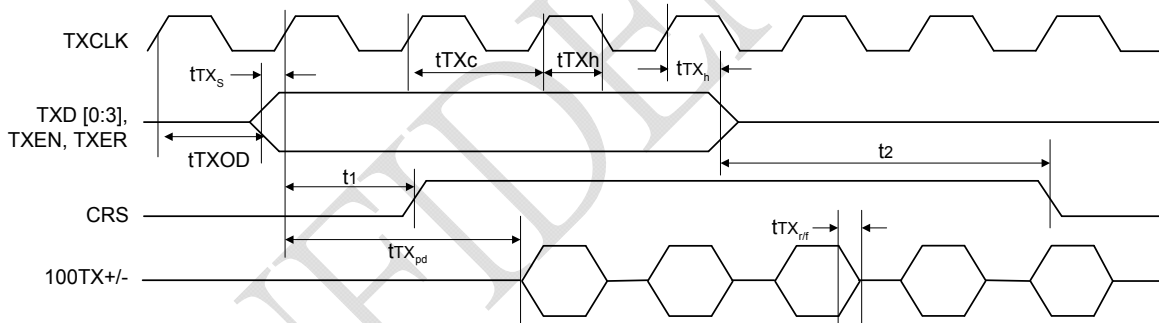 TXCLK
tTXc
tTXh
tTXh
tTXS
TXD [0:3],
TXEN, TXER
tTXOD
t1
t2
CRS
tTXpd
tTXr/f
100TX+/-